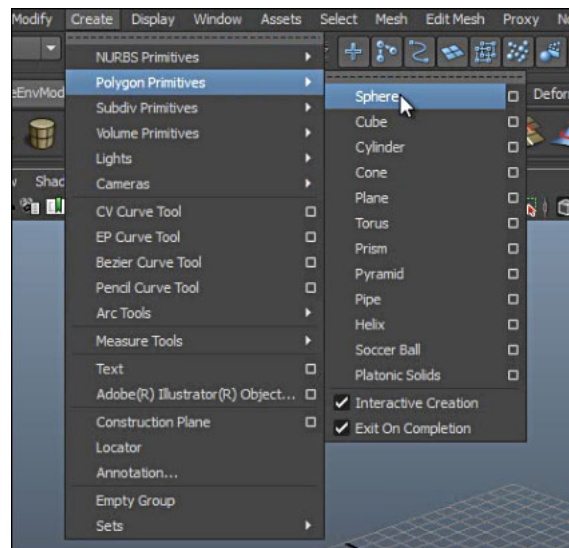 Modify Create Display Window Assets Select Mesh Edit Mesh Proxy
NURBS Primitives
Polygon Primitives
Subdiv Primitives
Volume Primitives
Lights
Cameras
CV Curve Tool
EP Curve Tool
Bezier Curve Tool
Pencil Curve Tool
Arc Tools
Measure Tools
Text
Adobe(R) Illustrator(R) Object...
Construction Plane
Locator
Annotation...
Empty Group
Sets
Sphere
Cube
Cylinder
Cone
Plane
Torus
Prism
Pyramid
Pipe
Helix
Soccer Ball
Platonic Solids
Interactive Creation
Exit On Completion
eEnvMod
Defor
Shad